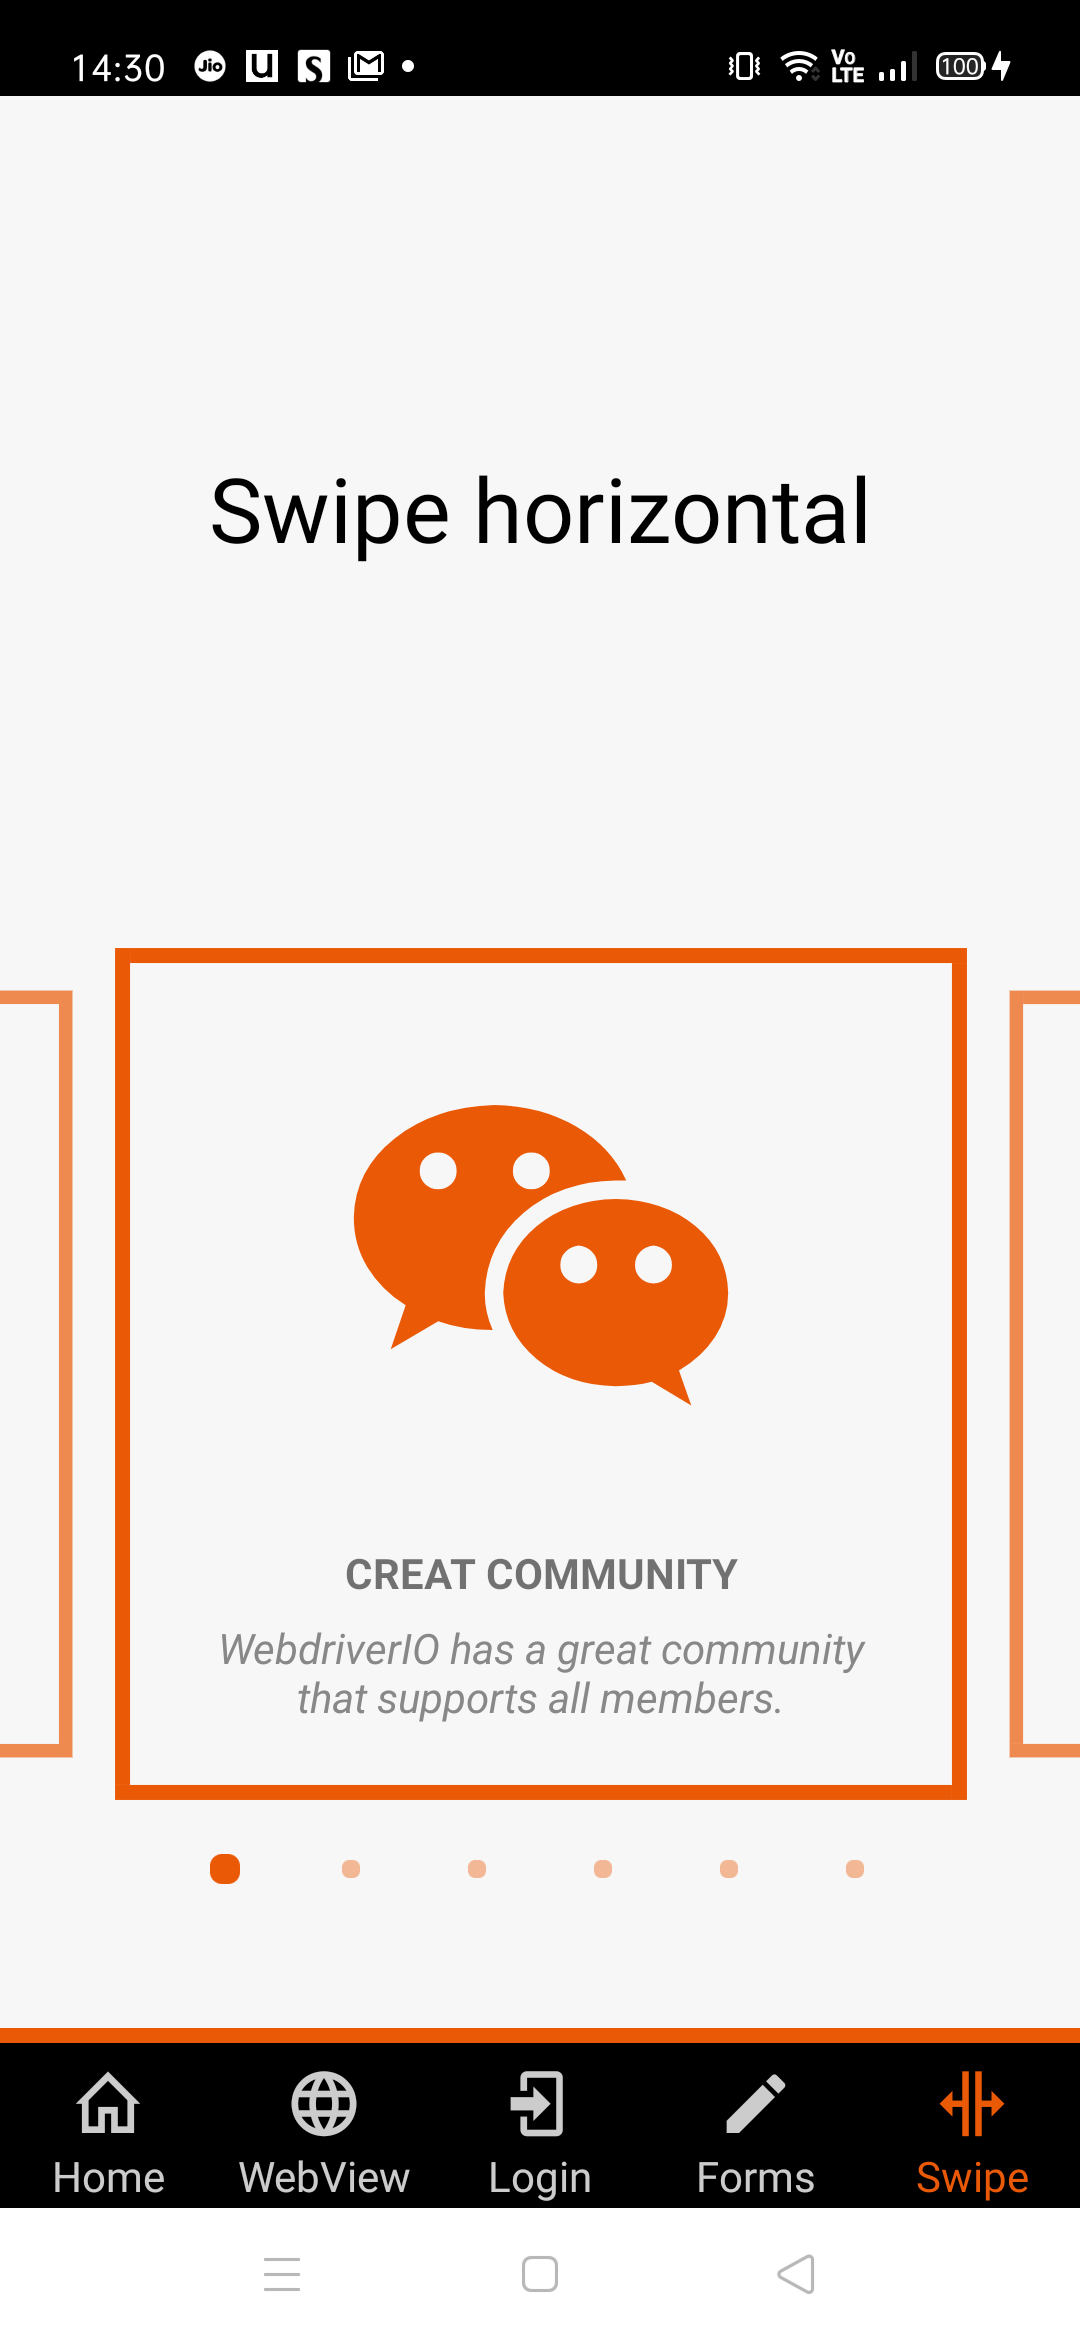 14:30 Jio U S Vo LTE 100
Swipe horizontal
CREAT COMMUNITY
WebdriverIO has a great community
that supports all members.
Home WebView Login Forms Swipe